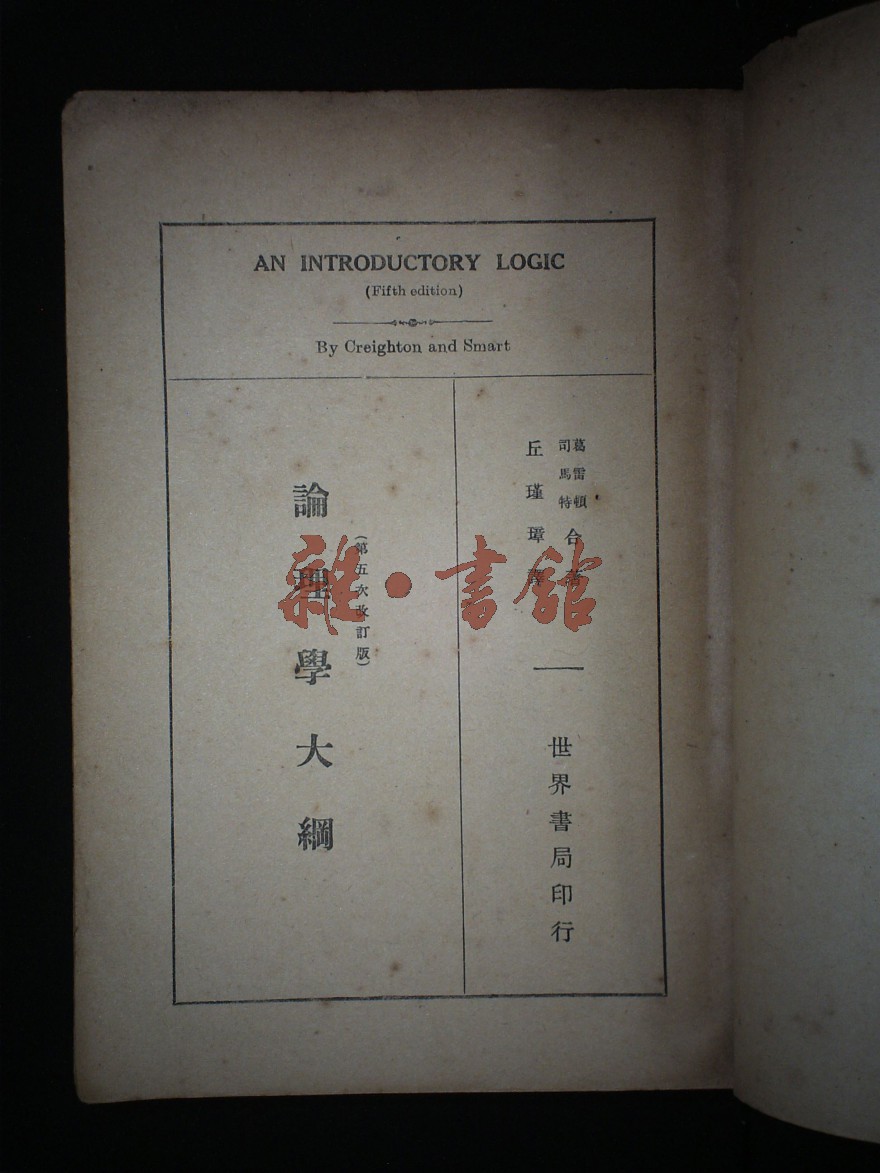 AN INTRODUCTORY LOGIC
(Fifth edition)
By Creighton and Smart
葛雷頓
司馬特
合著
丘瑾璋譯
世界書局印行
(第五次改訂版)
論理學大綱
雜·書館